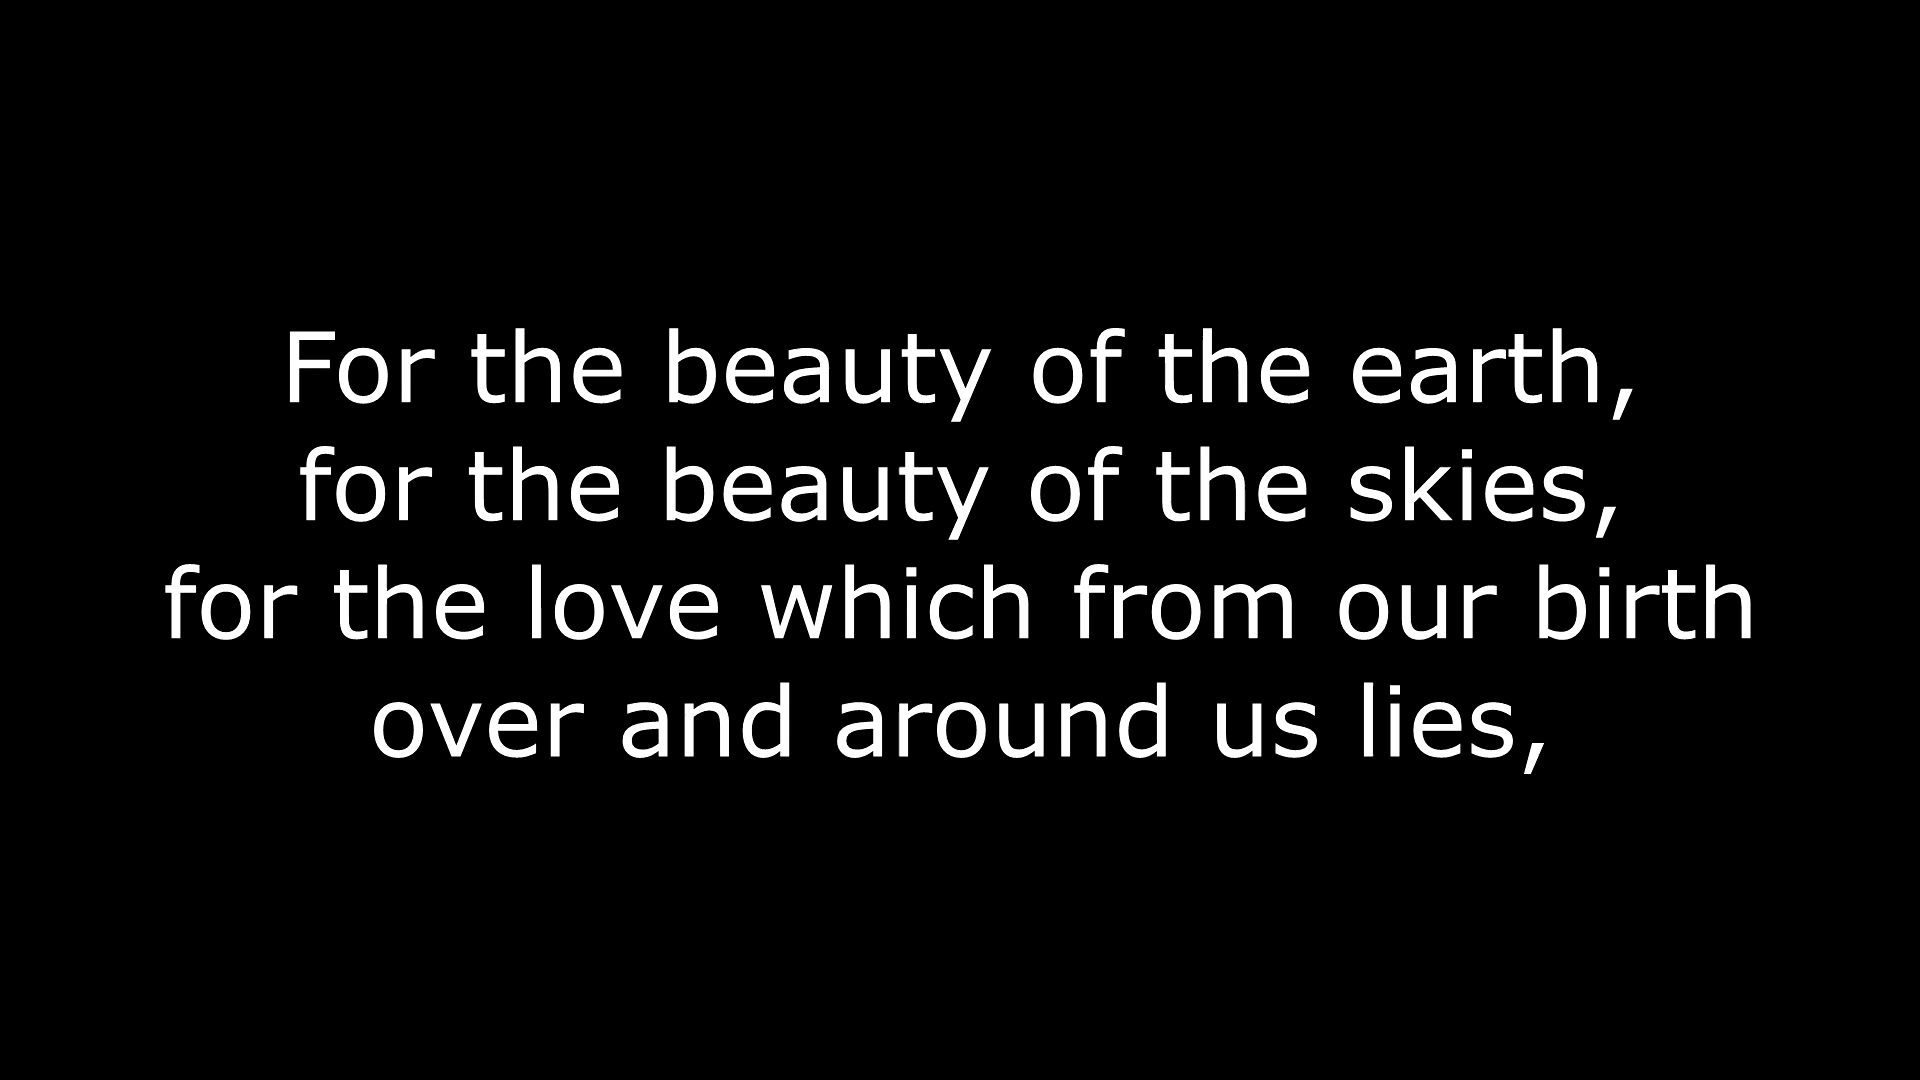 For the beauty of the earth,
for the beauty of the skies,
for the love which from our birth
over and around us lies,